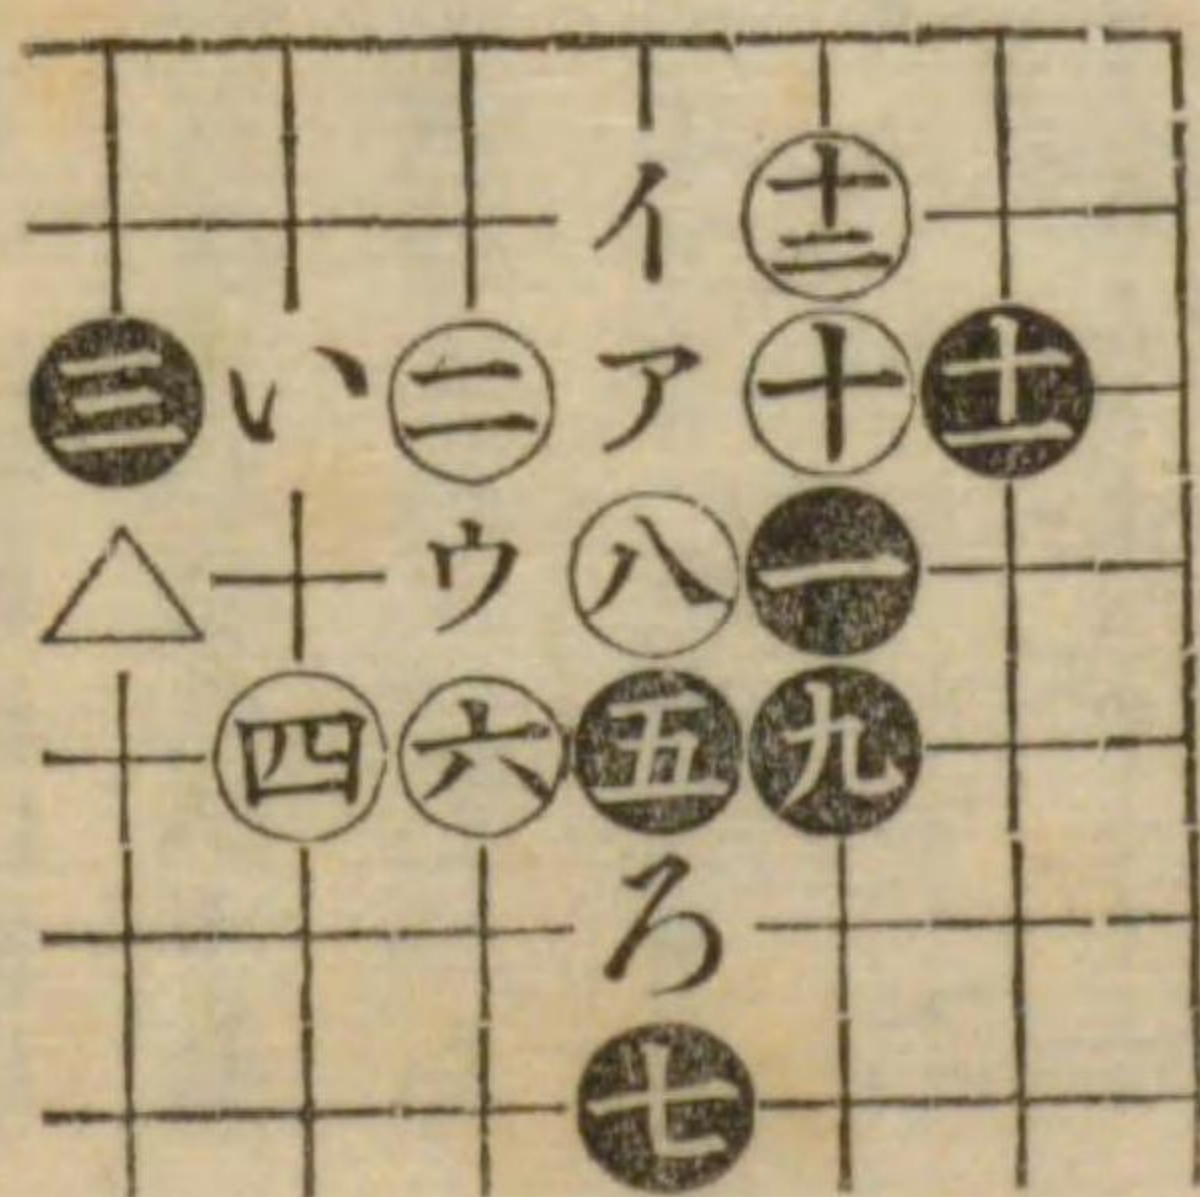 イ 十二
三 い 二 ア 十 十一
ウ 八 一
四 六 五 九
ろ
七